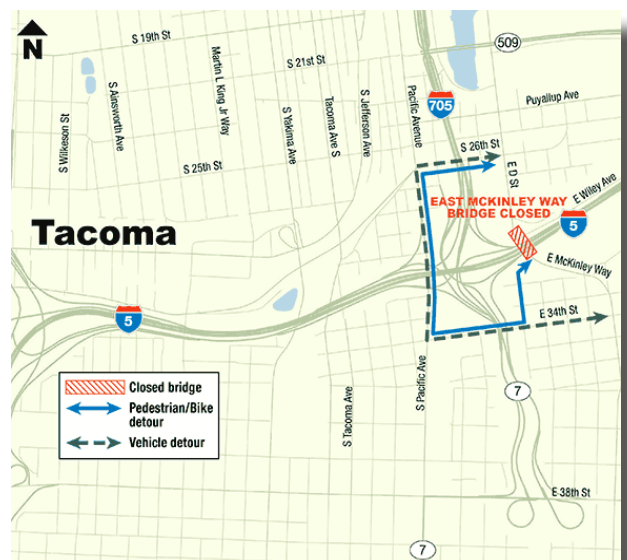 N
S 19th St
S 21st St
509
Martin L King Jr Way
S Wilkeson St
S Ainsworth Ave
S Yakima Ave
Tacoma Ave S
S Jefferson Ave
Pacific Avenue
705
Puyallup Ave
S 25th St
S 26th St
E D St
E Wiley Ave
EAST MCKINLEY WAY
BRIDGE CLOSED
5
Tacoma
E McKinley Way
5
E 34th St
Closed bridge
Pedestrian/Bike
detour
Vehicle detour
S Tacoma Ave
S Pacific Ave
7
E 38th St
7